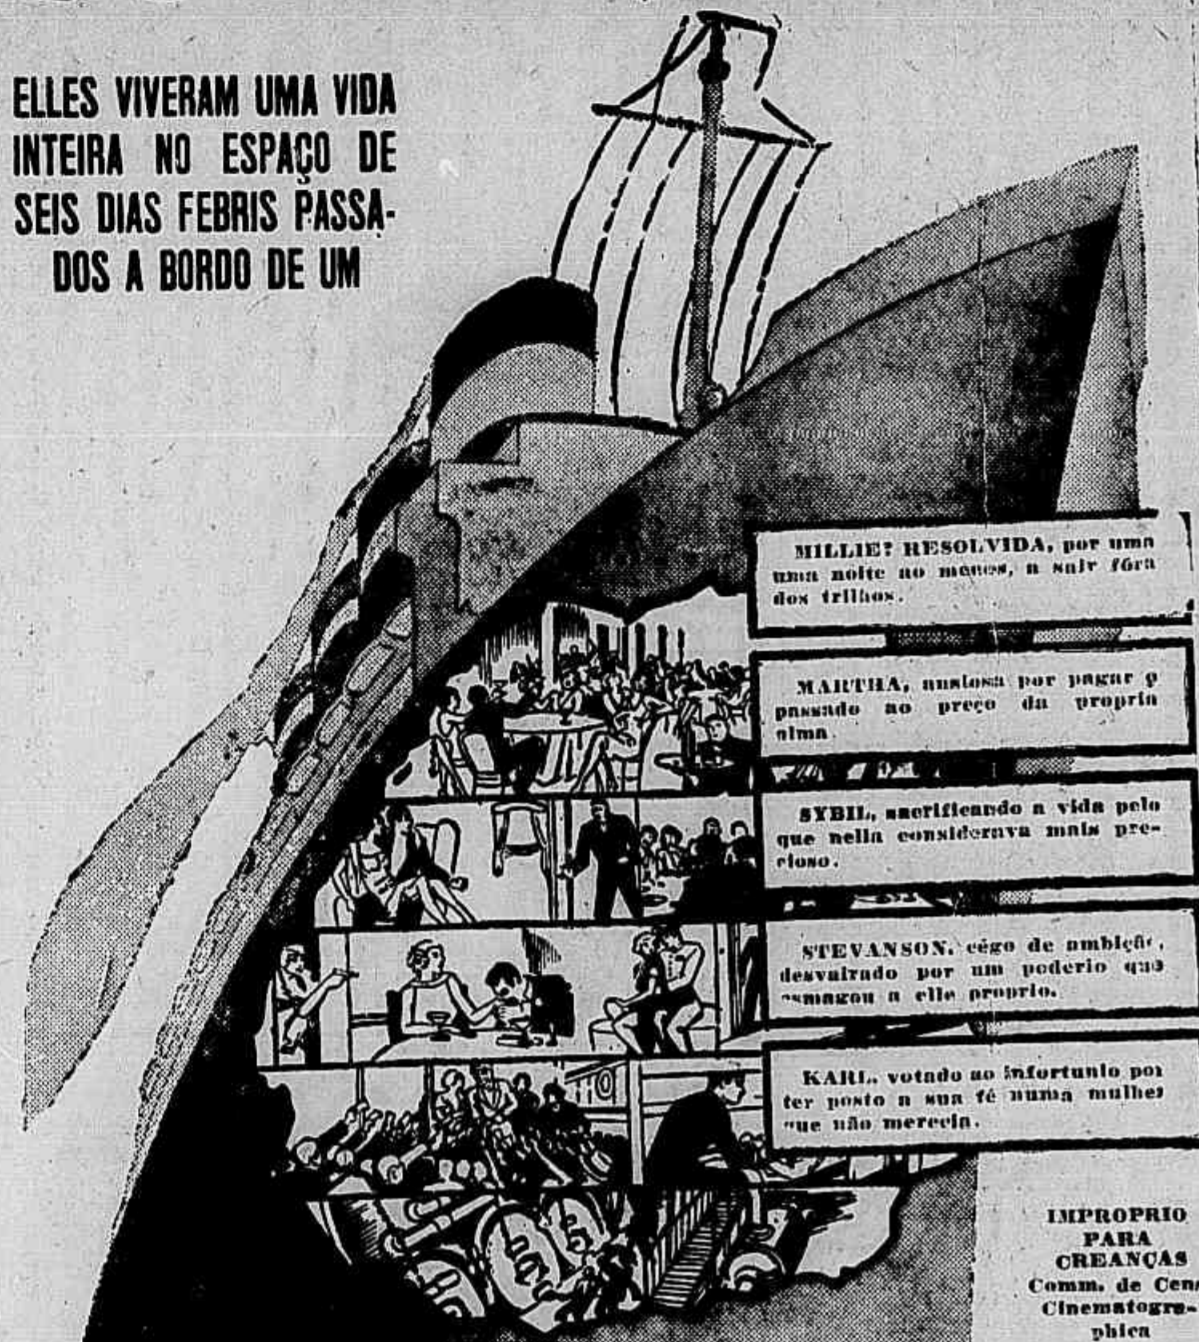 ELLES VIVERAM UMA VIDA
INTEIRA NO ESPAÇO DE
SEIS DIAS FEBRIS PASSA-
DOS A BORDO DE UM
MILLIE? RESOLVIDA, por uma
uma noite ao menos, a sair fóra
dos trilhos.
MARTHA, ansiosa por pagar o
passado ao preço da propria
alma.
SYBIL, sacrificando a vida pelo
que nella considerava mais pre-
cioso.
STEVANSON, cégo de ambição,
desvairado por um poderio que
esmagou a elle proprio.
KARL, votado ao infortunio por
ter posto a sua fé numa mulher
que não merecia.
IMPROPRIO
PARA
CREANÇAS
Comm. de Cen
Cinematogra-
phica